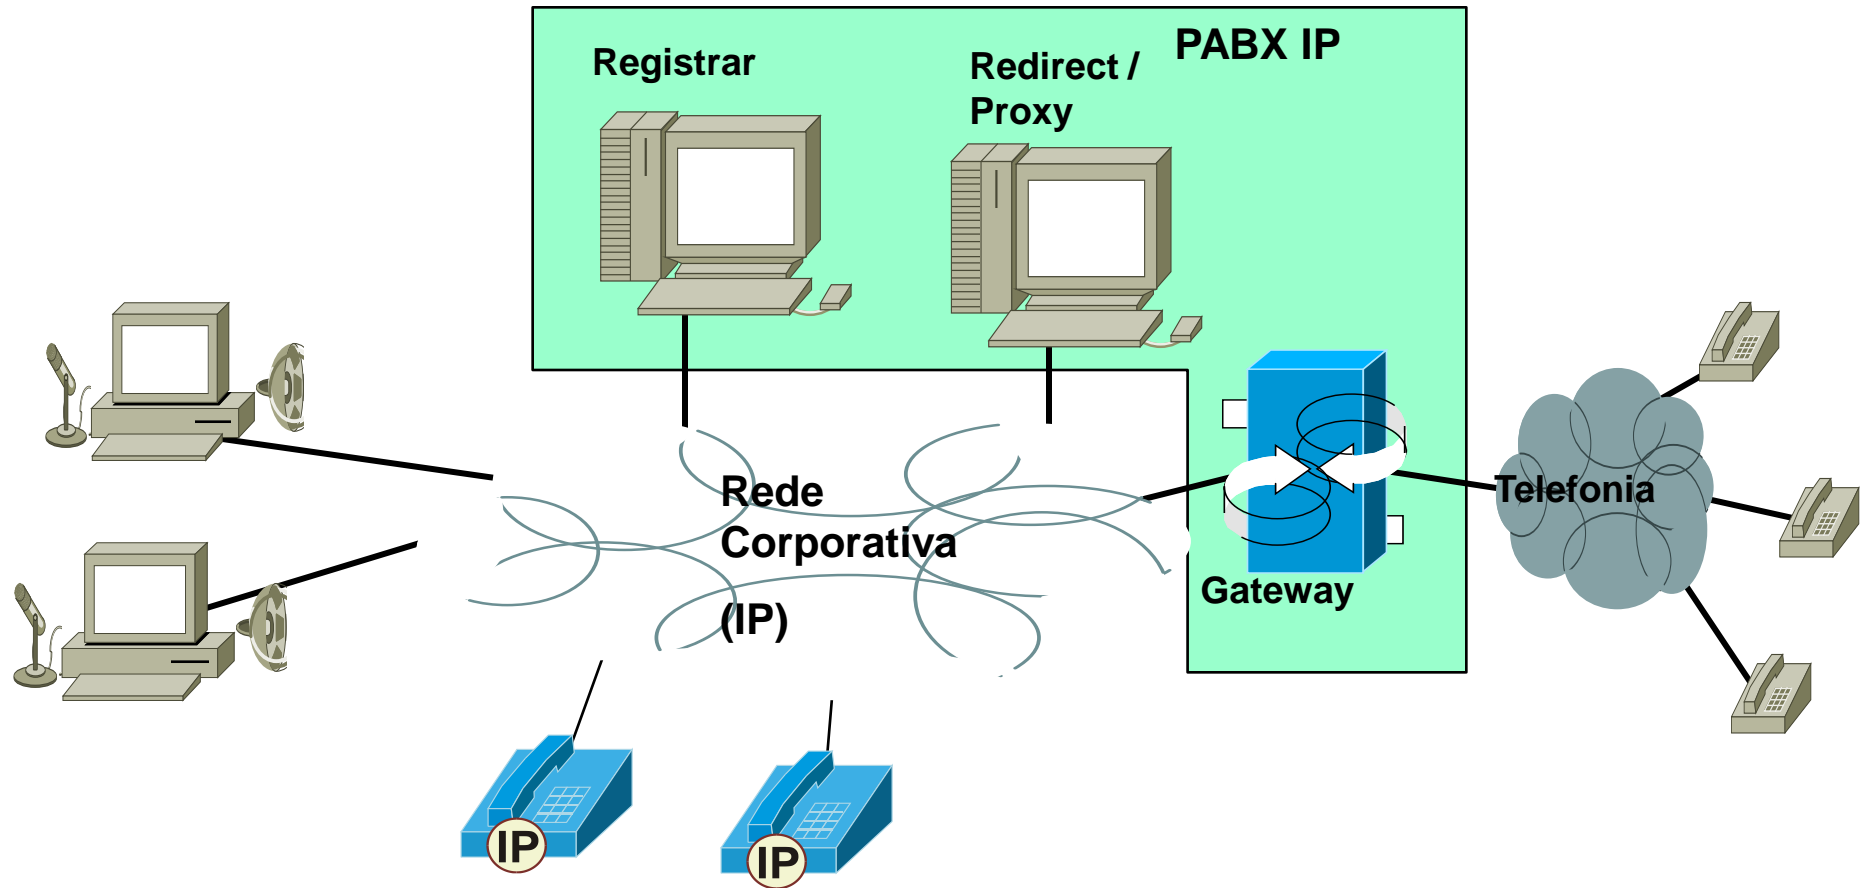 PABX IP
Registrar
Redirect /
Proxy
Rede
Corporativa
(IP)
Telefonia
Gateway
IP
IP